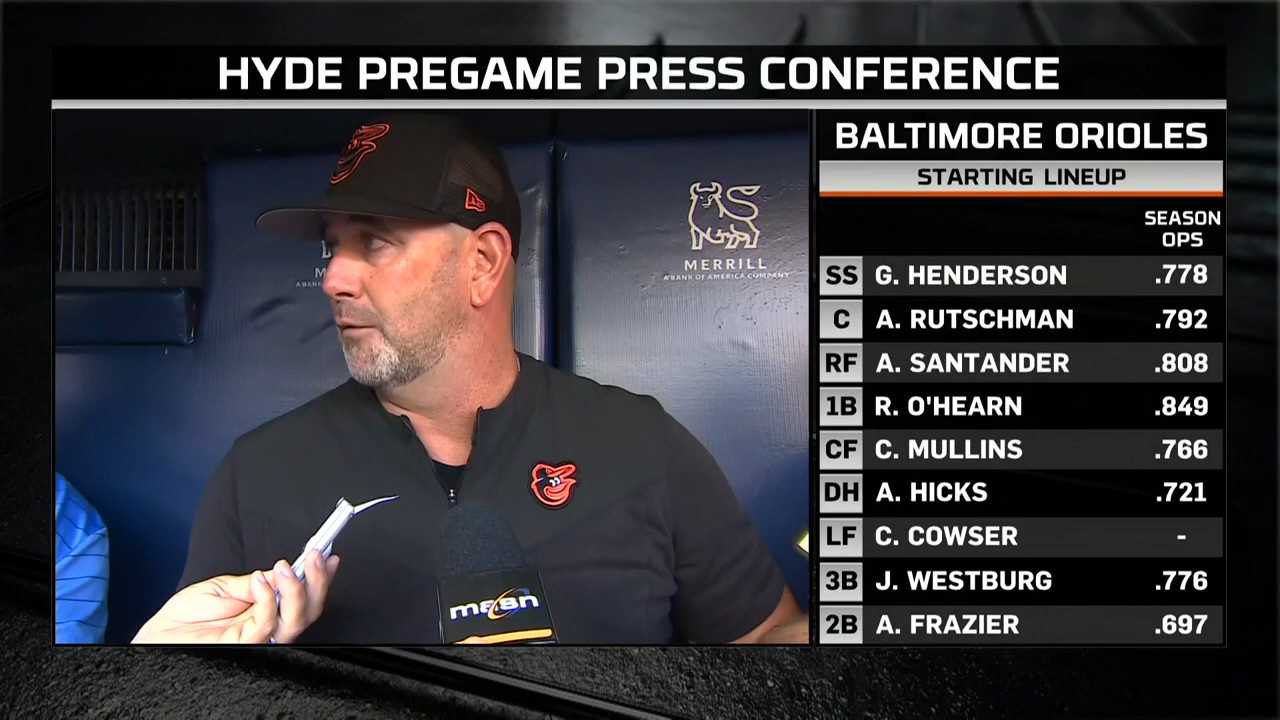 HYDE PREGAME PRESS CONFERENCE
BALTIMORE ORIOLES
STARTING LINEUP
SEASON
OPS
SS G. HENDERSON .778
C A. RUTSCHMAN .792
RF A. SANTANDER .808
1B R. O'HEARN .849
CF C. MULLINS .766
DH A. HICKS .721
LF C. COWSER -
3B J. WESTBURG .776
2B A. FRAZIER .697
MERRILL
A BANK OF AMERICA COMPANY
masn